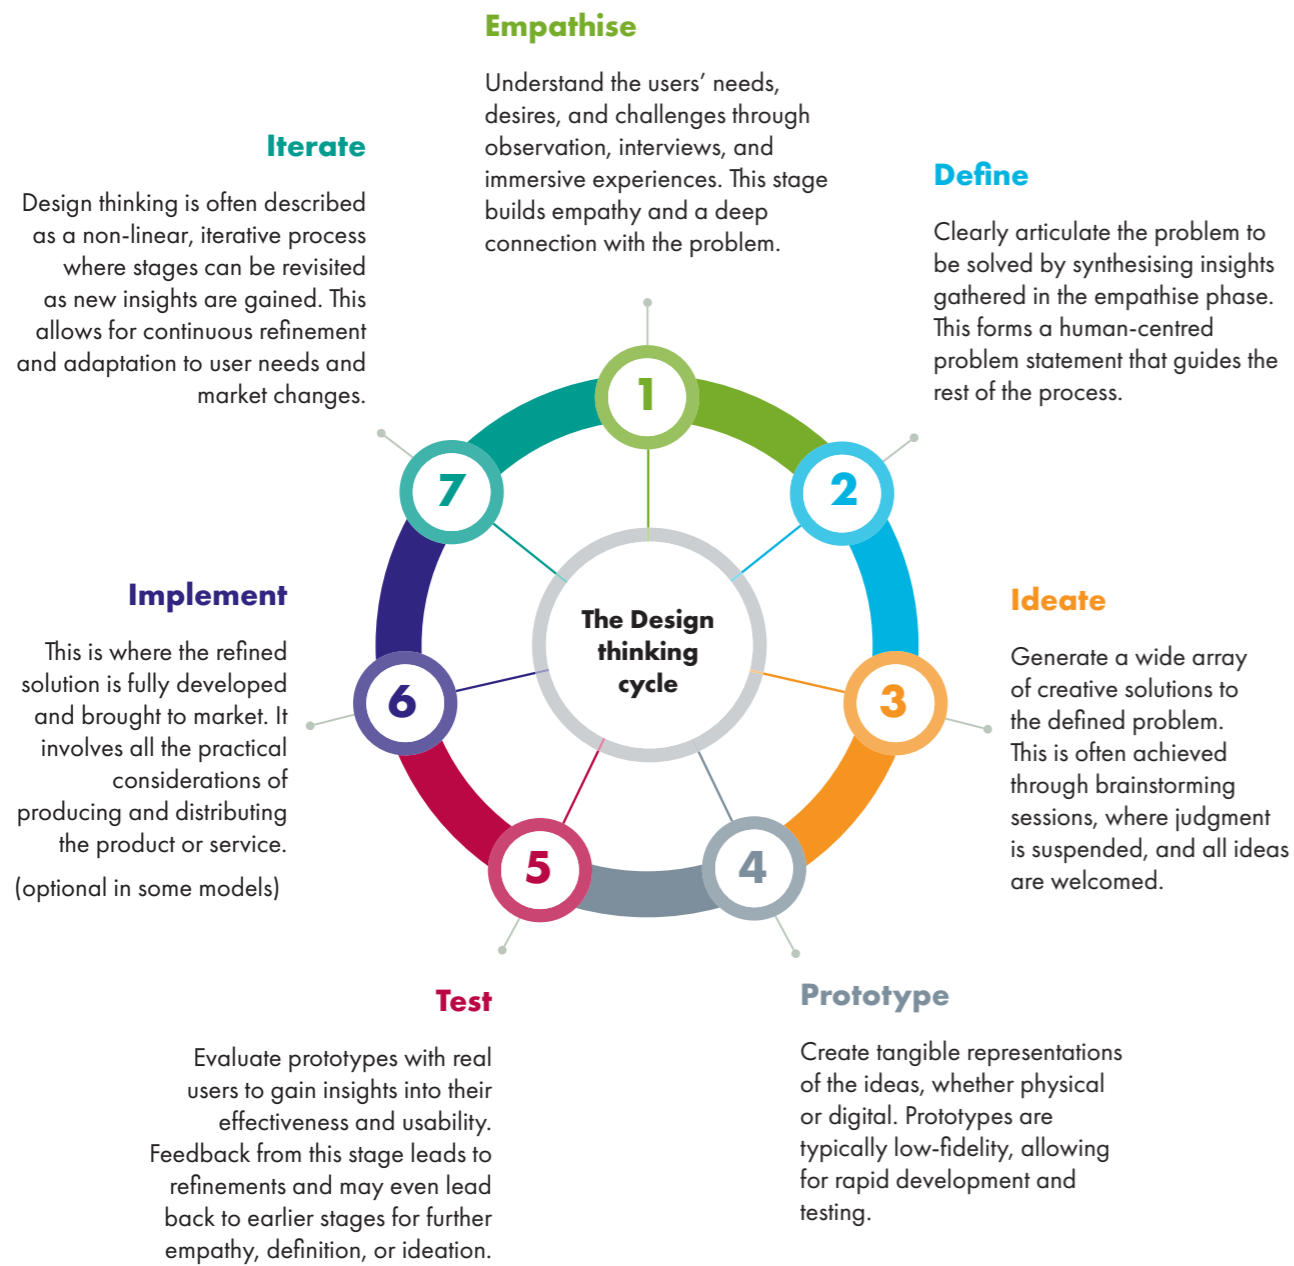 Empathise
Understand the users’ needs,
desires, and challenges through
observation, interviews, and
immersive experiences. This stage
builds empathy and a deep
connection with the problem.
Define
Clearly articulate the problem to
be solved by synthesising insights
gathered in the empathise phase.
This forms a human-centred
problem statement that guides the
rest of the process.
Ideate
Generate a wide array
of creative solutions to
the defined problem.
This is often achieved
through brainstorming
sessions, where judgment
is suspended, and all ideas
are welcomed.
Prototype
Create tangible representations
of the ideas, whether physical
or digital. Prototypes are
typically low-fidelity, allowing
for rapid development and
testing.
Test
Evaluate prototypes with real
users to gain insights into their
effectiveness and usability.
Feedback from this stage leads to
refinements and may even lead
back to earlier stages for further
empathy, definition, or ideation.
Implement
This is where the refined
solution is fully developed
and brought to market. It
involves all the practical
considerations of
producing and distributing
the product or service.
(optional in some models)
Iterate
Design thinking is often described
as a non-linear, iterative process
where stages can be revisited
as new insights are gained. This
allows for continuous refinement
and adaptation to user needs and
market changes.
1
2
3
4
5
6
7
The Design
thinking
cycle